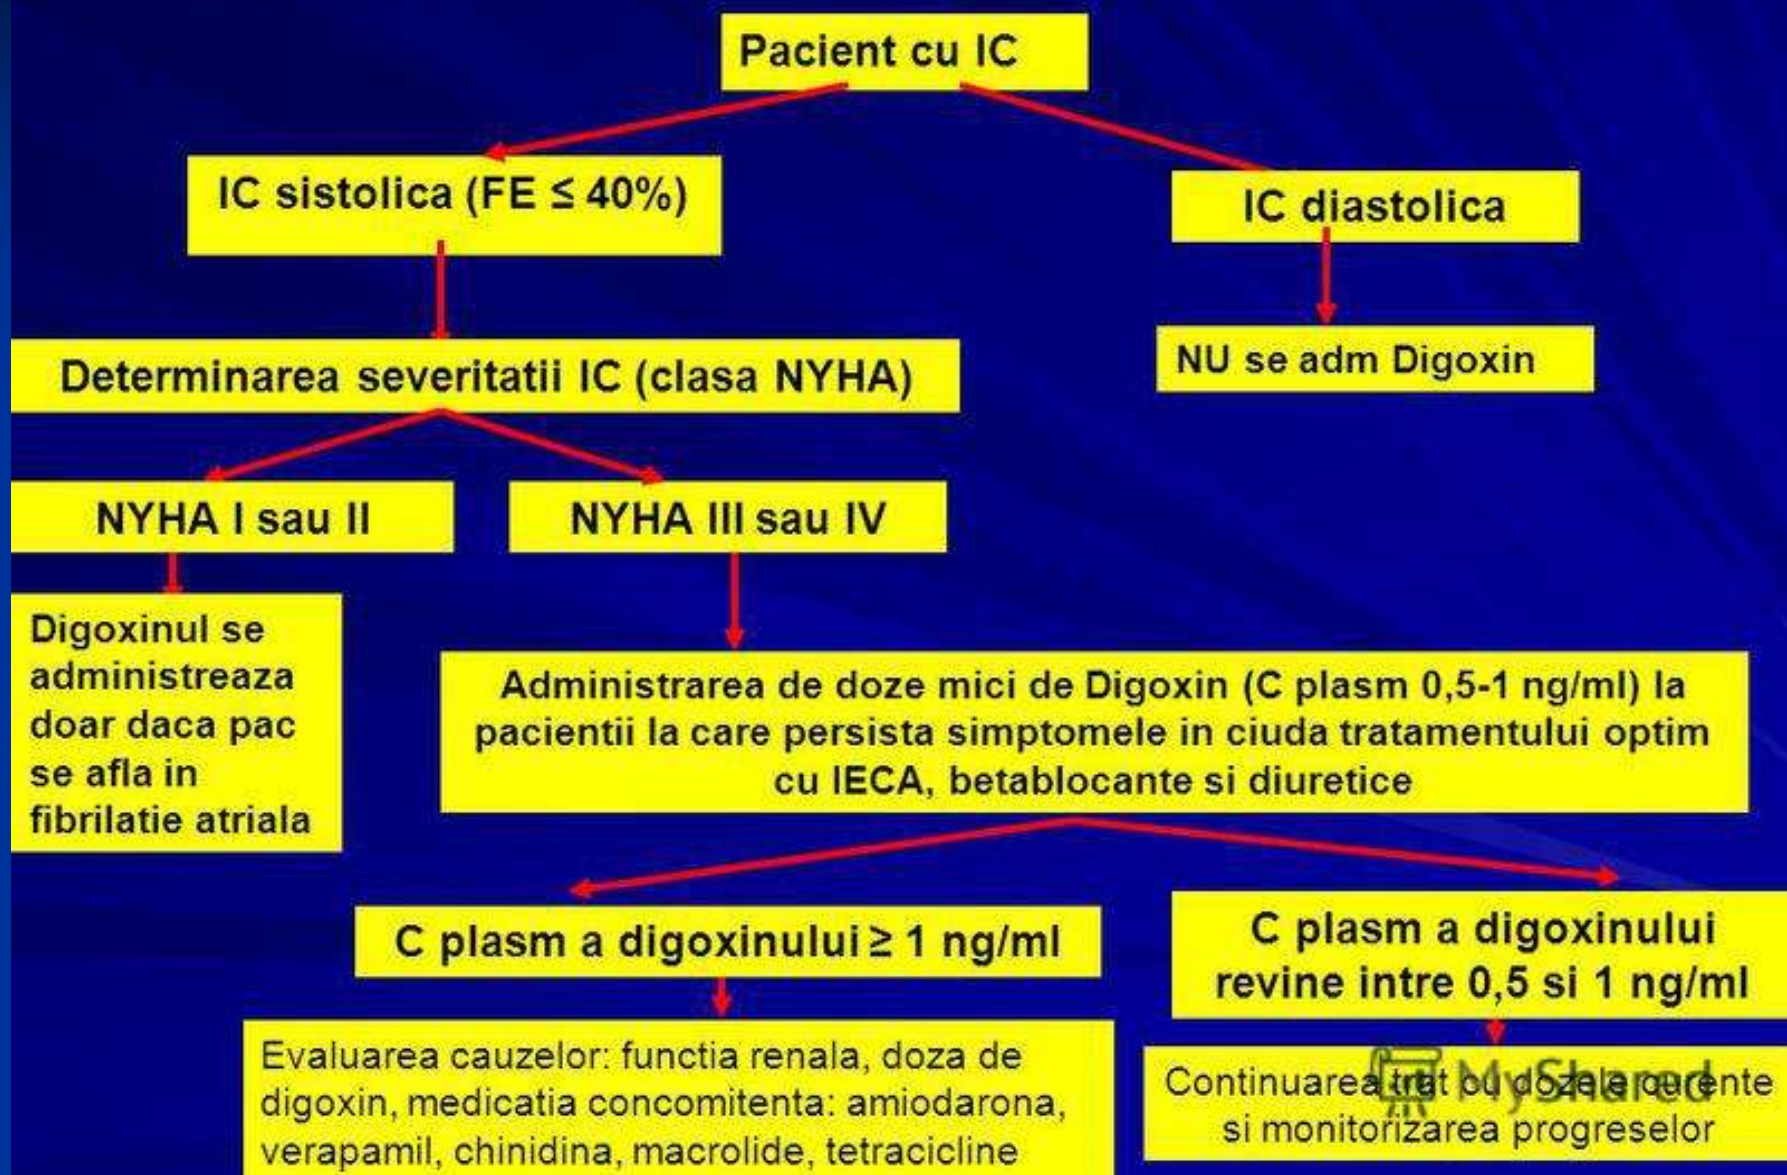 Pacient cu IC
IC sistolica (FE ≤ 40%)
IC diastolica
Determinarea severitatii IC (clasa NYHA)
NU se adm Digoxin
NYHA I sau II
NYHA III sau IV
Digoxinul se
administreaza
doar daca pac
se afla in
fibrilatie atriala
Administrarea de doze mici de Digoxin (C plasm 0,5-1 ng/ml) la
pacientii la care persista simptomele in ciuda tratamentului optim
cu IECA, betablocante si diuretice
C plasm a digoxinului ≥ 1 ng/ml
C plasm a digoxinului
revine intre 0,5 si 1 ng/ml
Evaluarea cauzelor: functia renala, doza de
digoxin, medicatia concomitenta: amiodarona,
verapamil, chinidina, macrolide, tetracicline
Continuarea trat cu dozele curente
si monitorizarea progreselor
MyShared